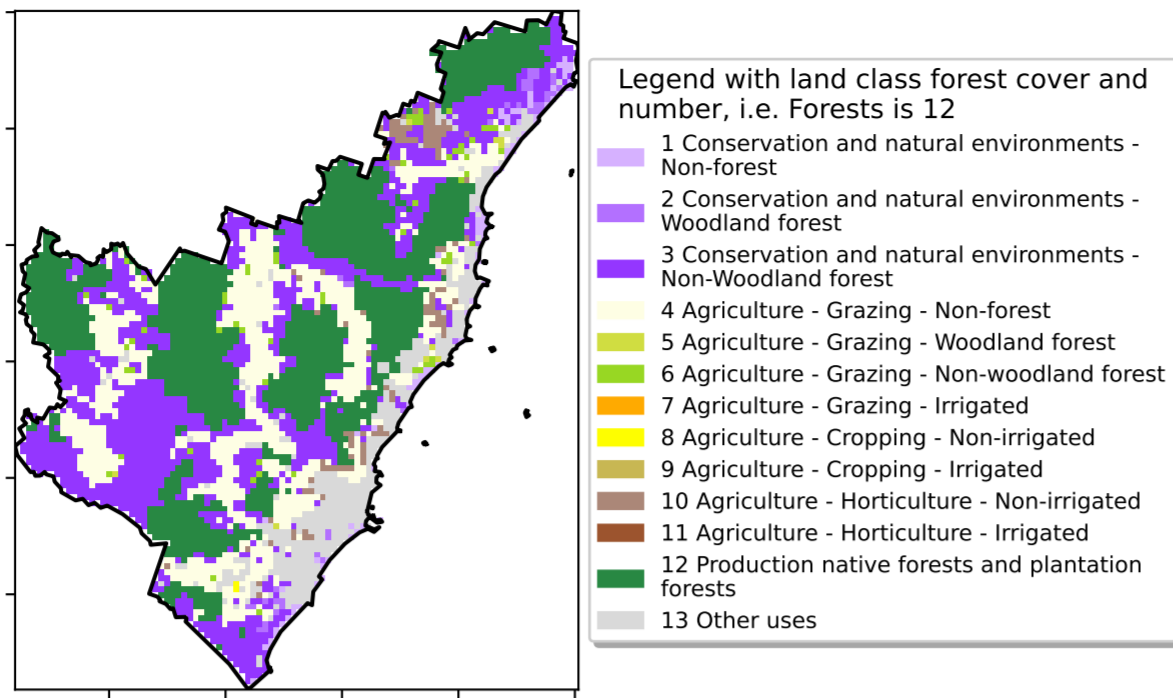 Legend with land class forest cover and
number, i.e. Forests is 12
1 Conservation and natural environments -
Non-forest
2 Conservation and natural environments -
Woodland forest
3 Conservation and natural environments -
Non-Woodland forest
4 Agriculture - Grazing - Non-forest
5 Agriculture - Grazing - Woodland forest
6 Agriculture - Grazing - Non-woodland forest
7 Agriculture - Grazing - Irrigated
8 Agriculture - Cropping - Non-irrigated
9 Agriculture - Cropping - Irrigated
10 Agriculture - Horticulture - Non-irrigated
11 Agriculture - Horticulture - Irrigated
12 Production native forests and plantation
forests
13 Other uses